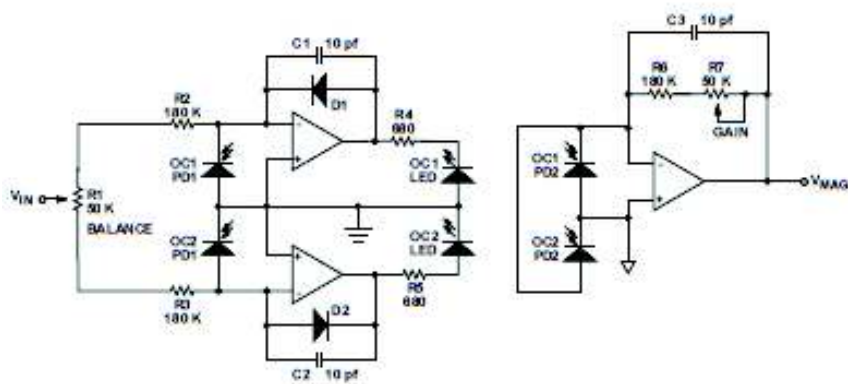 C1 10 pf
D1
R2
180 K
R4
680
OC1
PD1
OC1
LED
VIN
R1
50 K
BALANCE
OC2
PD1
OC2
LED
R3
180 K
R5
680
D2
C2 10 pf
C3 10 pf
R6
180 K
R7
50 K
GAIN
OC1
PD2
VMAG
OC2
PD2